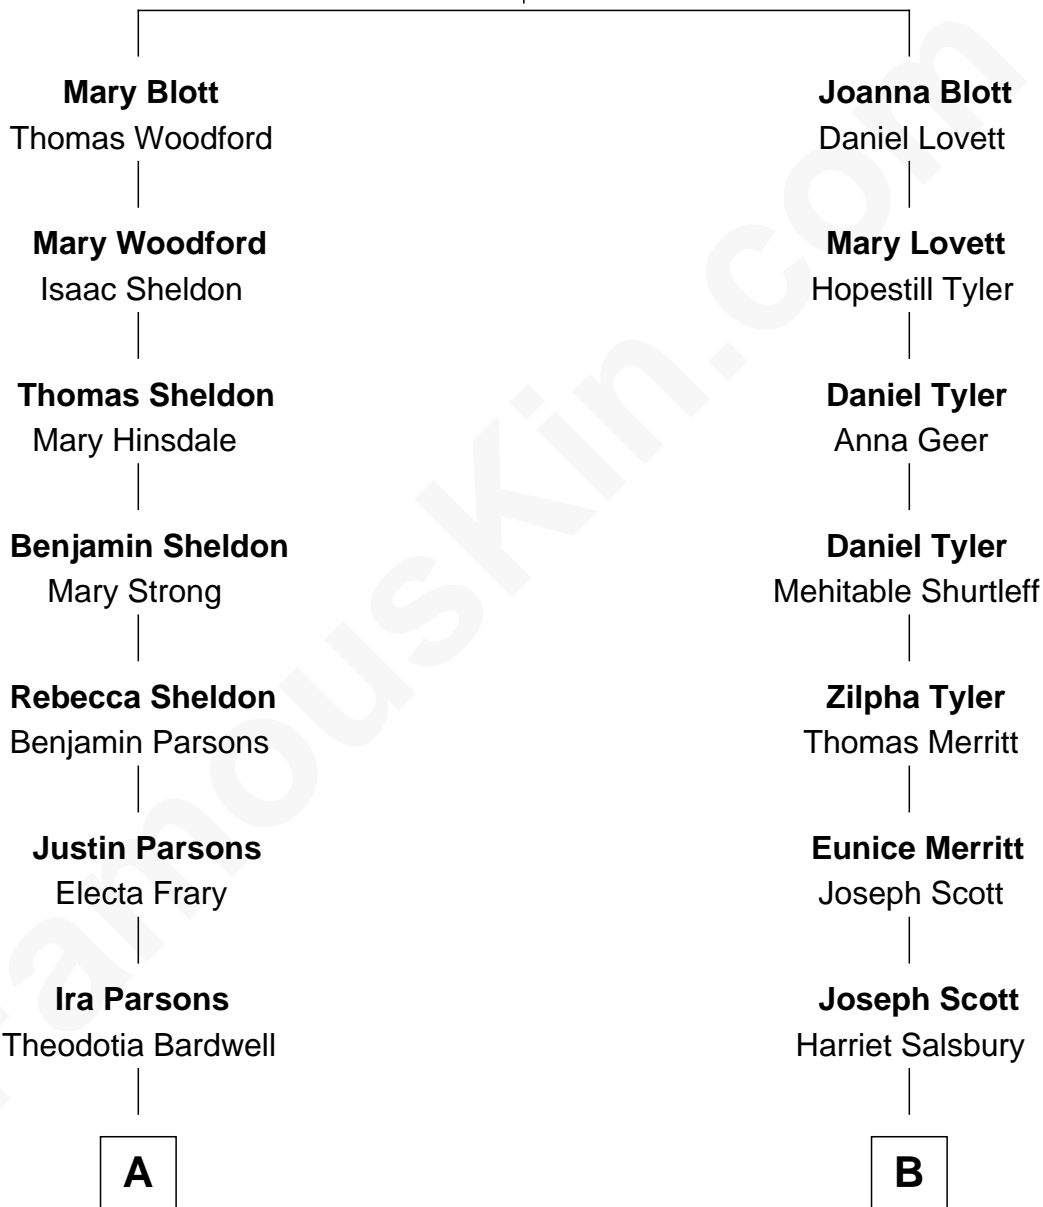 Mary Blott
Thomas Woodford
Mary Woodford
Isaac Sheldon
Thomas Sheldon
Mary Hinsdale
Benjamin Sheldon
Mary Strong
Rebecca Sheldon
Benjamin Parsons
Justin Parsons
Electa Frary
Ira Parsons
Theodotia Bardwell
A
Joanna Blott
Daniel Lovett
Mary Lovett
Hopestill Tyler
Daniel Tyler
Anna Geer
Daniel Tyler
Mehitable Shurtleff
Zilpha Tyler
Thomas Merritt
Eunice Merritt
Joseph Scott
Joseph Scott
Harriet Salsbury
B
FamousKin.com